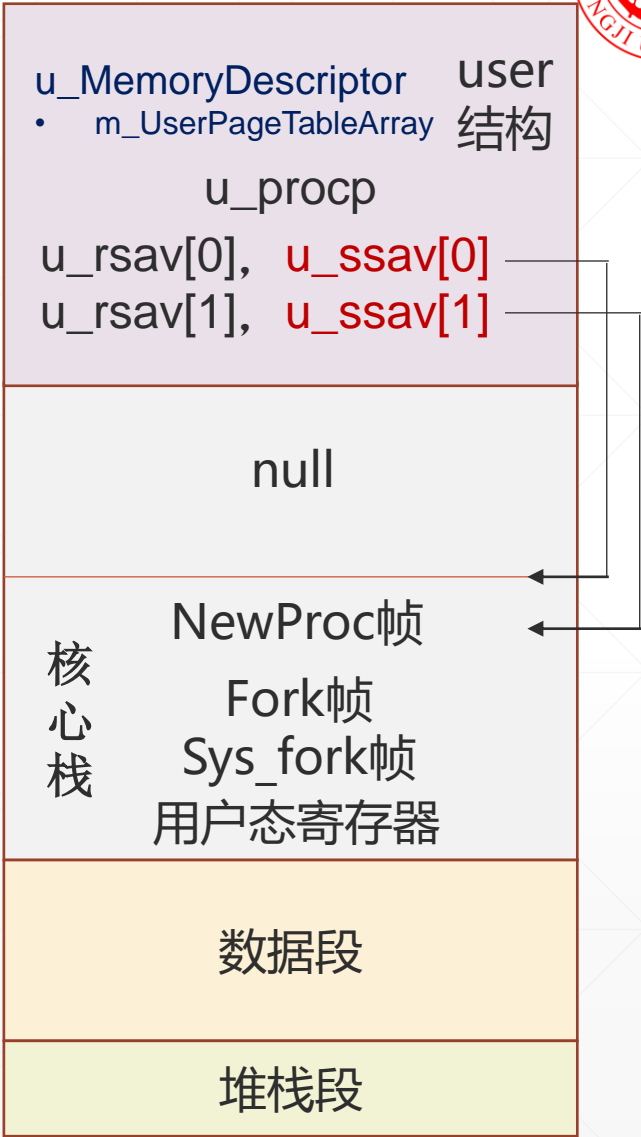 NGJI
u_MemoryDescriptor
user
结构
• m_UserPageTableArray
u_procp
u_rsav[0]，u_ssav[0]
u_rsav[1]，u_ssav[1]
null
核
心
栈
NewProc帧
Fork帧
Sys_fork帧
用户态寄存器
数据段
堆栈段